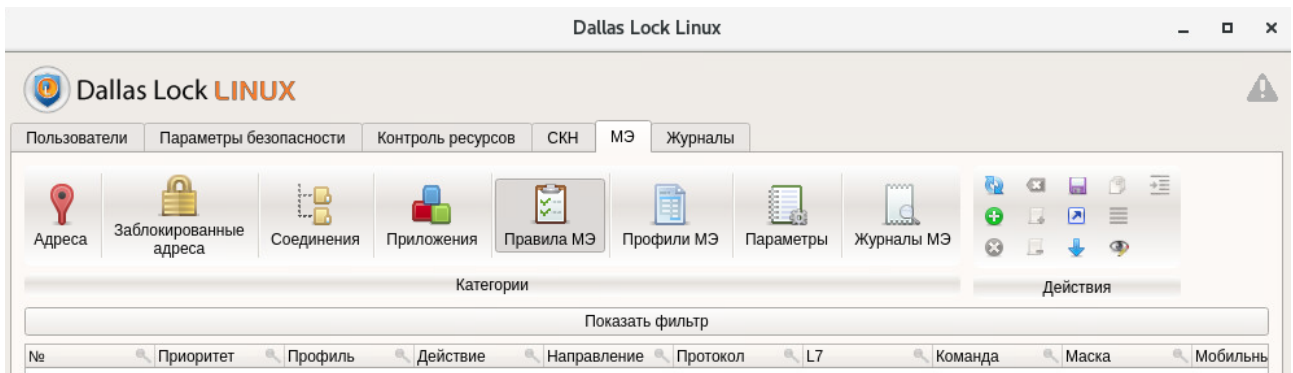 Dallas Lock Linux
Dallas Lock LINUX
Пользователи Параметры безопасности Контроль ресурсов СКН МЭ Журналы
Адреса Заблокированные адреса Соединения Приложения Правила МЭ Профили МЭ Параметры Журналы МЭ
Категории Действия
Показать фильтр
№ Приоритет Профиль Действие Направление Протокол L7 Команда Маска Мобильнь